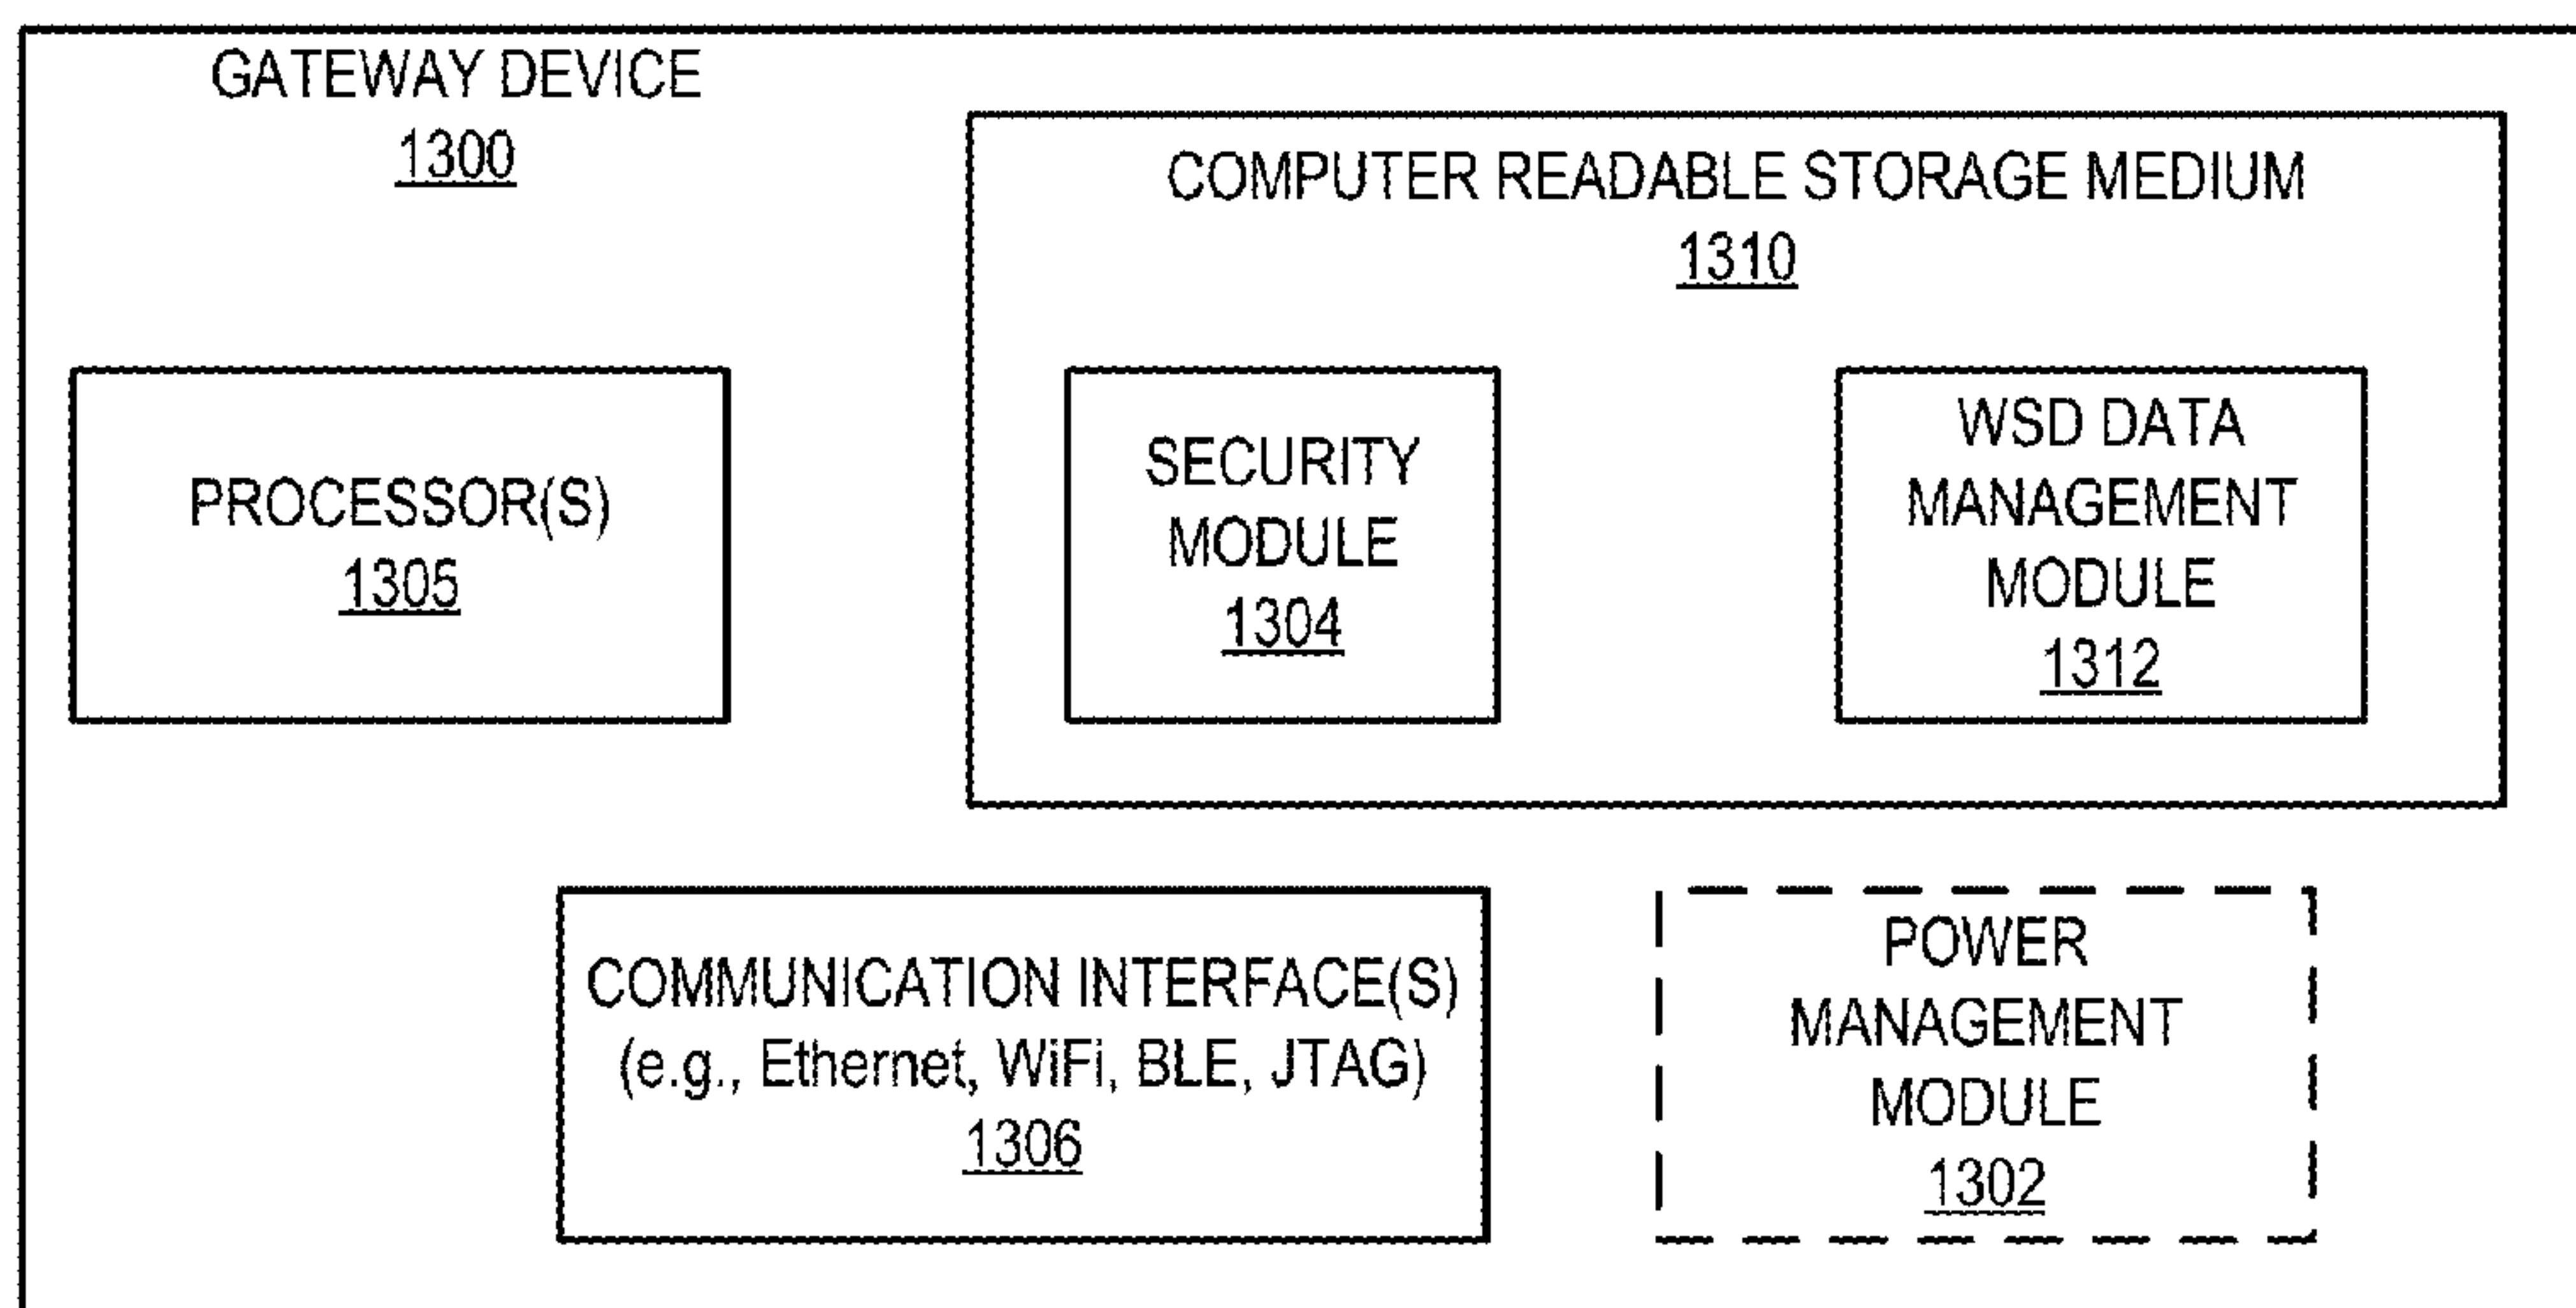 GATEWAY DEVICE
1300
COMPUTER READABLE STORAGE MEDIUM
1310
PROCESSOR(S)
1305
SECURITY
MODULE
1304
WSD DATA
MANAGEMENT
MODULE
1312
COMMUNICATION INTERFACE(S)
(e.g., Ethernet, WiFi, BLE, JTAG)
1306
POWER
MANAGEMENT
MODULE
1302